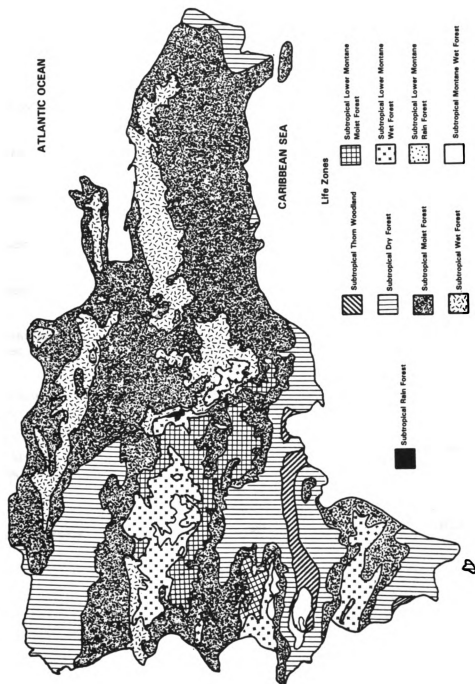 ATLANTIC OCEAN
CARIBBEAN SEA
Life Zones
Subtropical Thorn Woodland
Subtropical Dry Forest
Subtropical Moist Forest
Subtropical Wet Forest
Subtropical Lower Montane
Moist Forest
Subtropical Lower Montane
Wet Forest
Subtropical Lower Montane
Rain Forest
Subtropical Montane Wet Forest
Subtropical Rain Forest